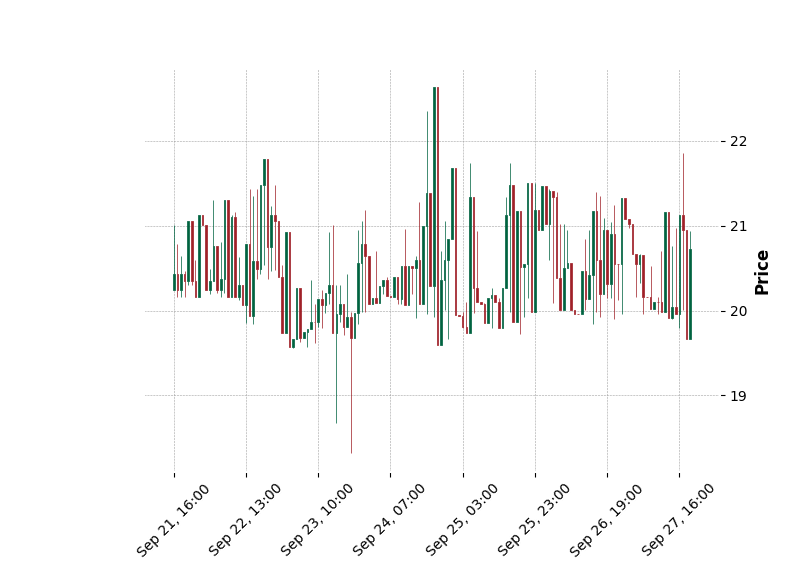 22
21
20
19
Price
Sep 21, 16:00
Sep 22, 13:00
Sep 23, 10:00
Sep 24, 07:00
Sep 25, 03:00
Sep 25, 23:00
Sep 26, 19:00
Sep 27, 16:00